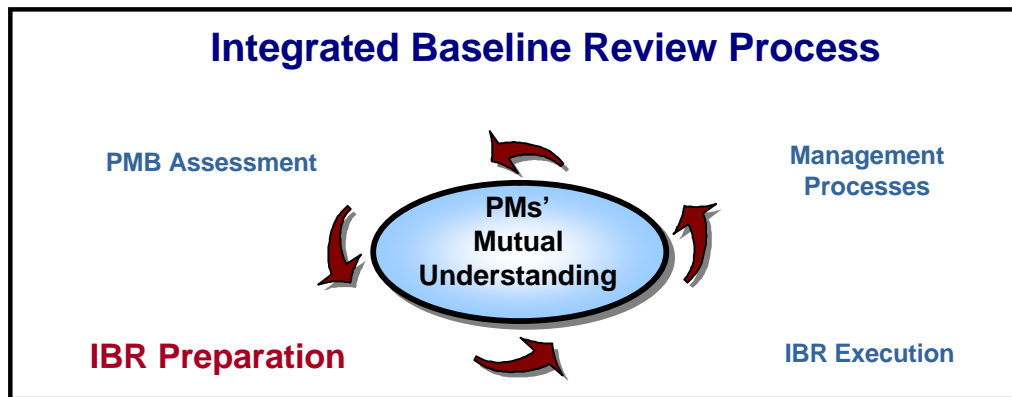 Integrated Baseline Review Process
PMB Assessment
Management
Processes
PMs’
Mutual
Understanding
IBR Preparation
IBR Execution